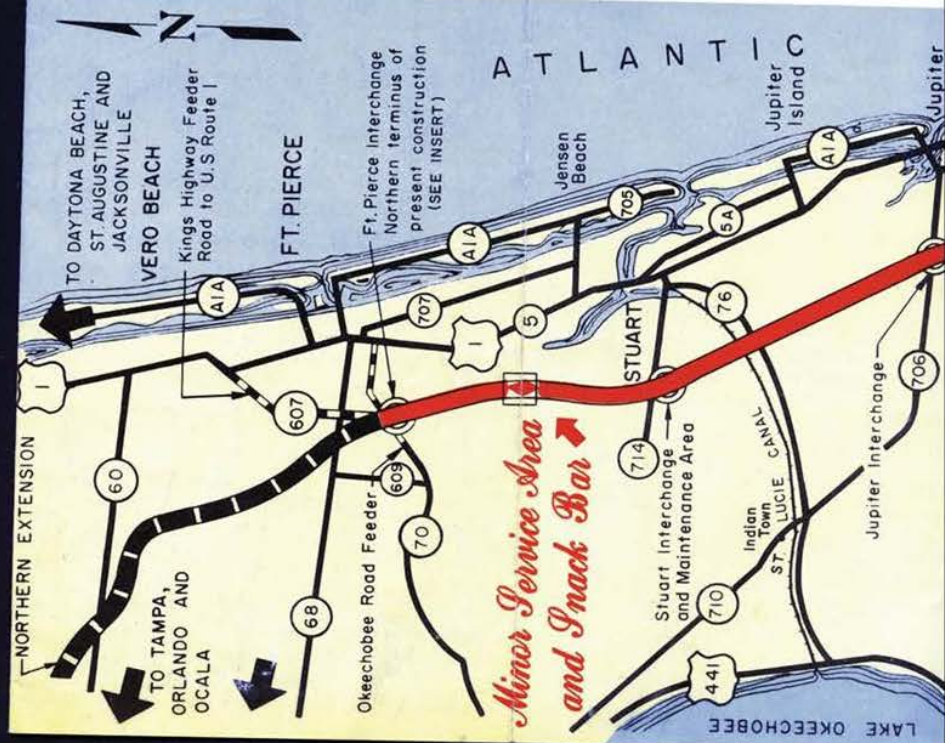 NORTHERN EXTENSION
N
TO DAYTONA BEACH,
ST. AUGUSTINE AND
JACKSONVILLE
VERO BEACH
Kings Highway Feeder
Road to U.S Route 1
FT. PIERCE
Ft. Pierce Interchange
Northern terminus of
present construction
(SEE INSERT)
ATLANTIC
Jensen
Beach
Jupiter
Island
Jupiter
1
A1A
60
607
A1A
707
1
5
705
5A
A1A
TO TAMPA,
ORLANDO AND
OCALA
68
Okeechobee Road Feeder
609
70
Minor Service Area
and Snack Bar
STUART
714
76
Stuart Interchange
and Maintenance Area
710
Indian
Town
ST. LUCIE CANAL
Jupiter Interchange
706
441
LAKE OKEECHOBEE